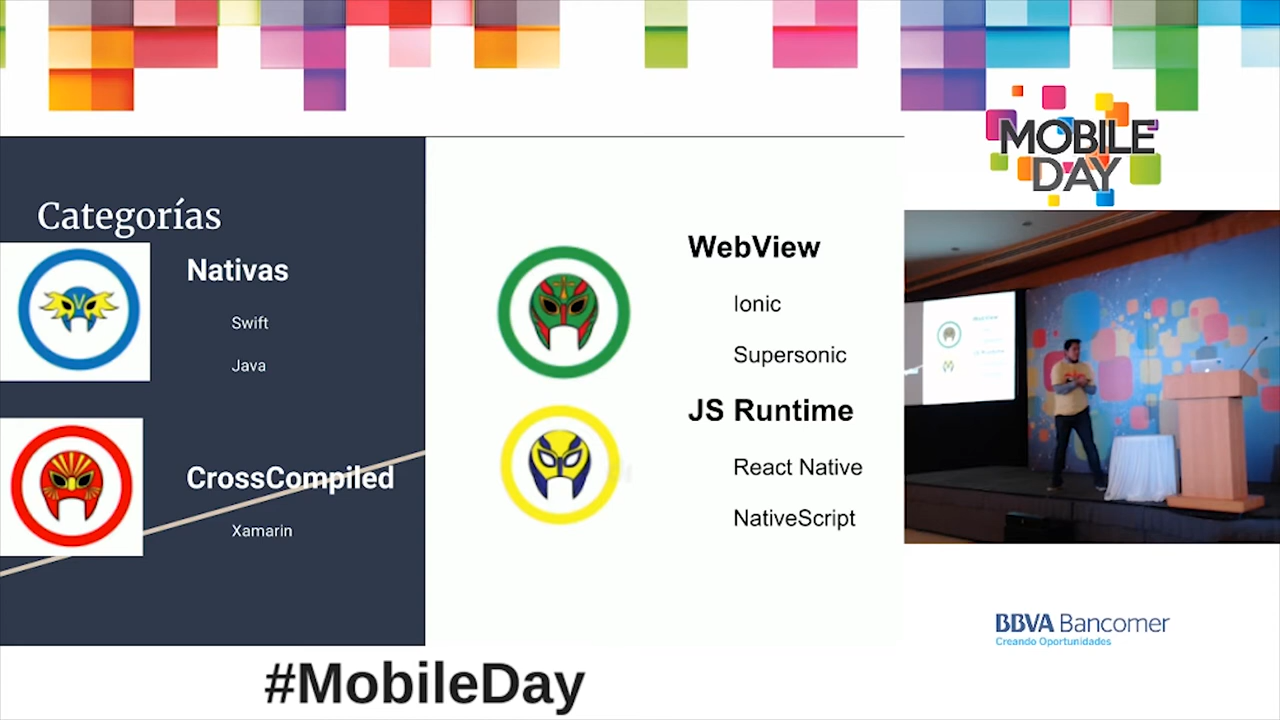 MOBILE
DAY
Categorías
Nativas
Swift
Java
CrossCompiled
Xamarin
WebView
Ionic
Supersonic
JS Runtime
React Native
NativeScript
BBVA Bancomer
Creando Oportunidades
#MobileDay